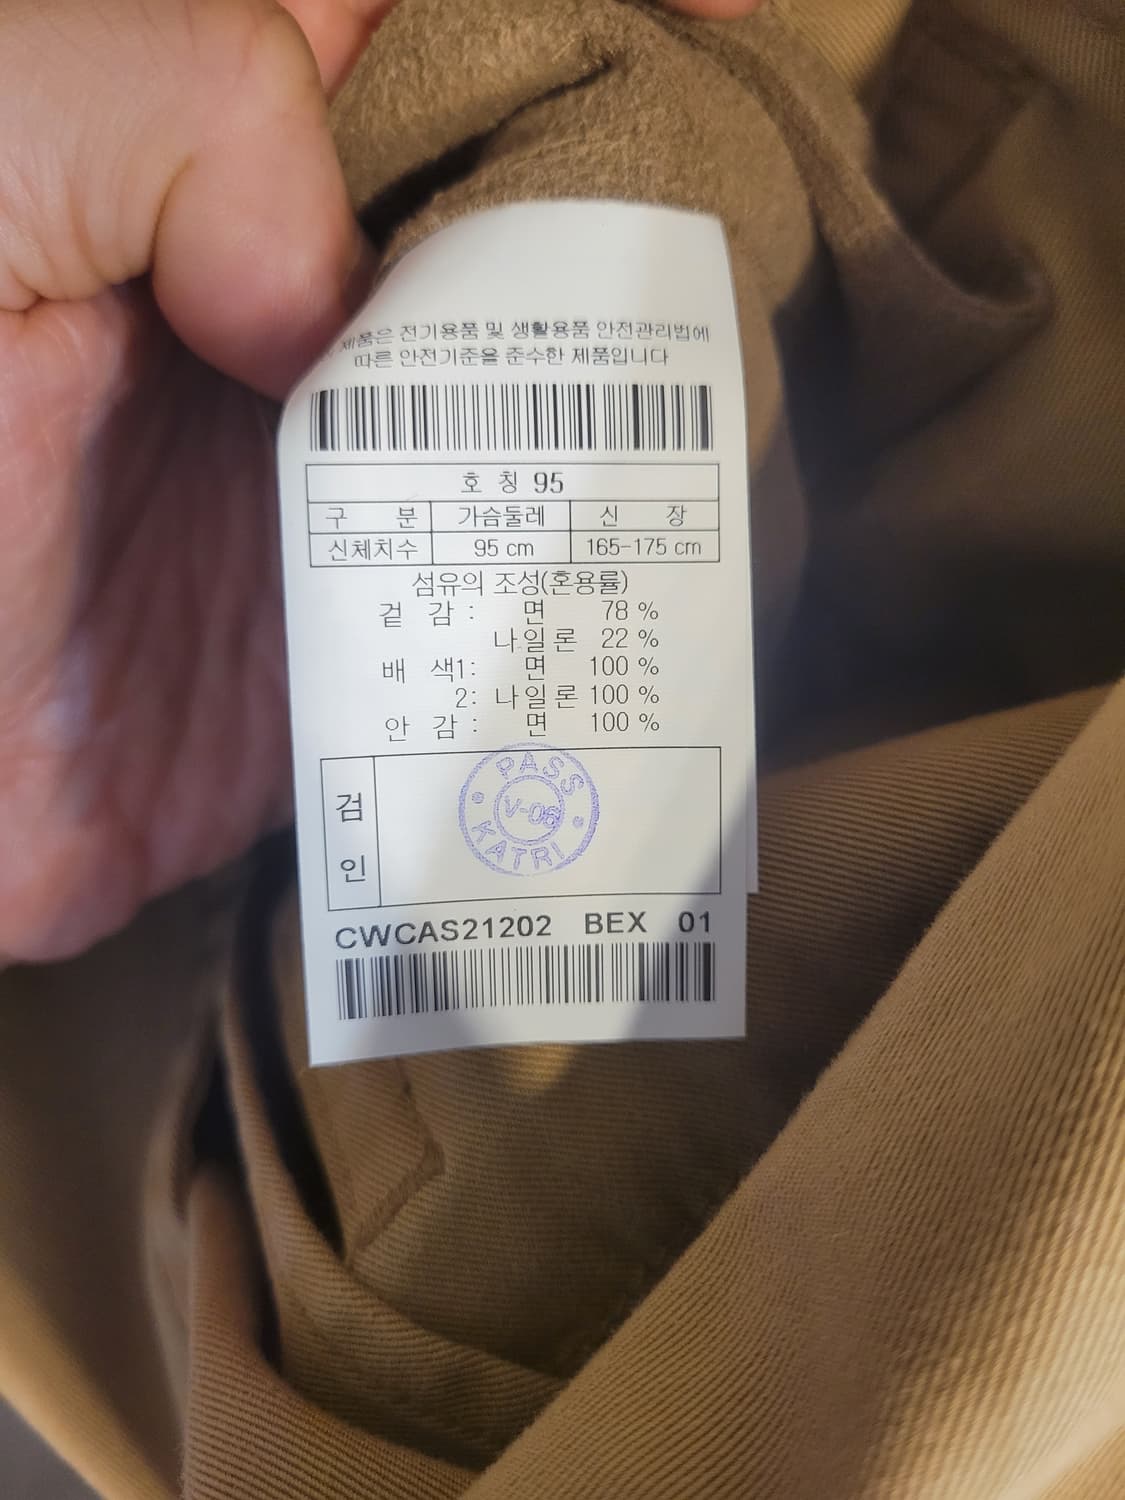 제품은 전기용품 및 생활용품 안전관리법에
따른 안전기준을 준수한 제품입니다
호 칭 95
구 분 가슴둘레 신 장
신체치수 95 cm 165-175 cm
섬유의 조성(혼용률)
겉 감 : 면 78 %
나일론 22 %
배 색1: 면 100 %
2: 나일론 100 %
안 감 : 면 100 %
검인
PASS
V-06
KATRI
CWCAS21202 BEX 01